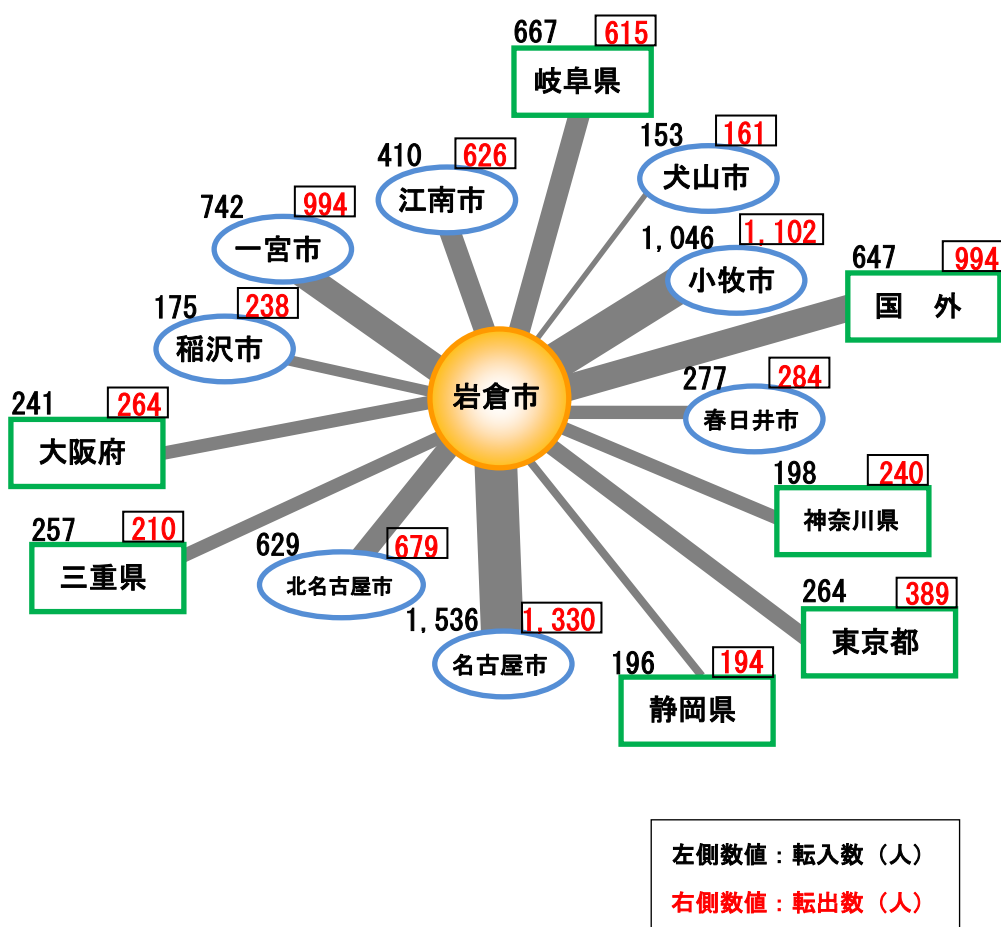 667 615
岐阜県
153 161
犬山市
410 626
江南市
742 994
一宮市
1,046 1,102
小牧市
647 994
国　外
175 238
稲沢市
岩倉市
277 284
春日井市
241 264
大阪府
198 240
神奈川県
257 210
三重県
629 679
北名古屋市
264 389
東京都
1,536 1,330
名古屋市
196 194
静岡県
左側数値：転入数（人）
右側数値：転出数（人）